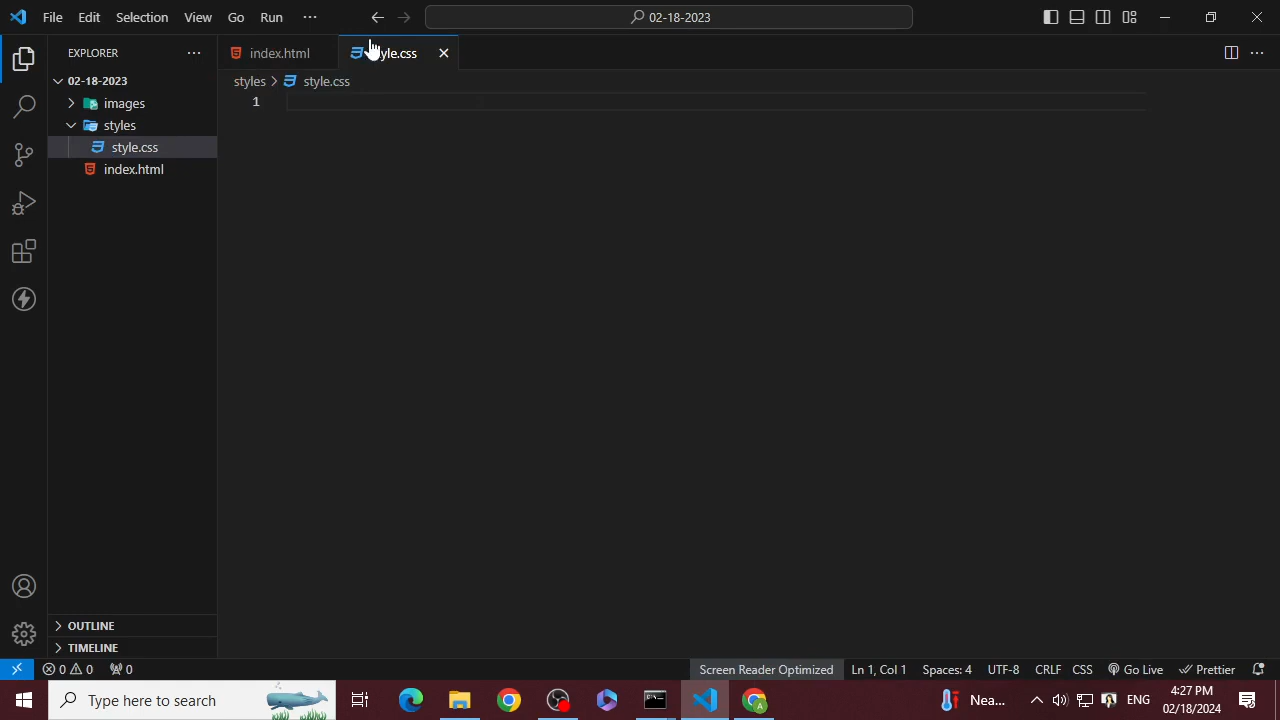 File Edit Selection View Go Run ···
02-18-2023
EXPLORER ···
index.html
style.css
02-18-2023
styles > style.css
images
1
styles
style.css
index.html
OUTLINE
TIMELINE
0 0 0
Screen Reader Optimized Ln 1, Col 1 Spaces: 4 UTF-8 CRLF CSS Go Live Prettier
Type here to search
Nea...
ENG
4:27 PM
02/18/2024